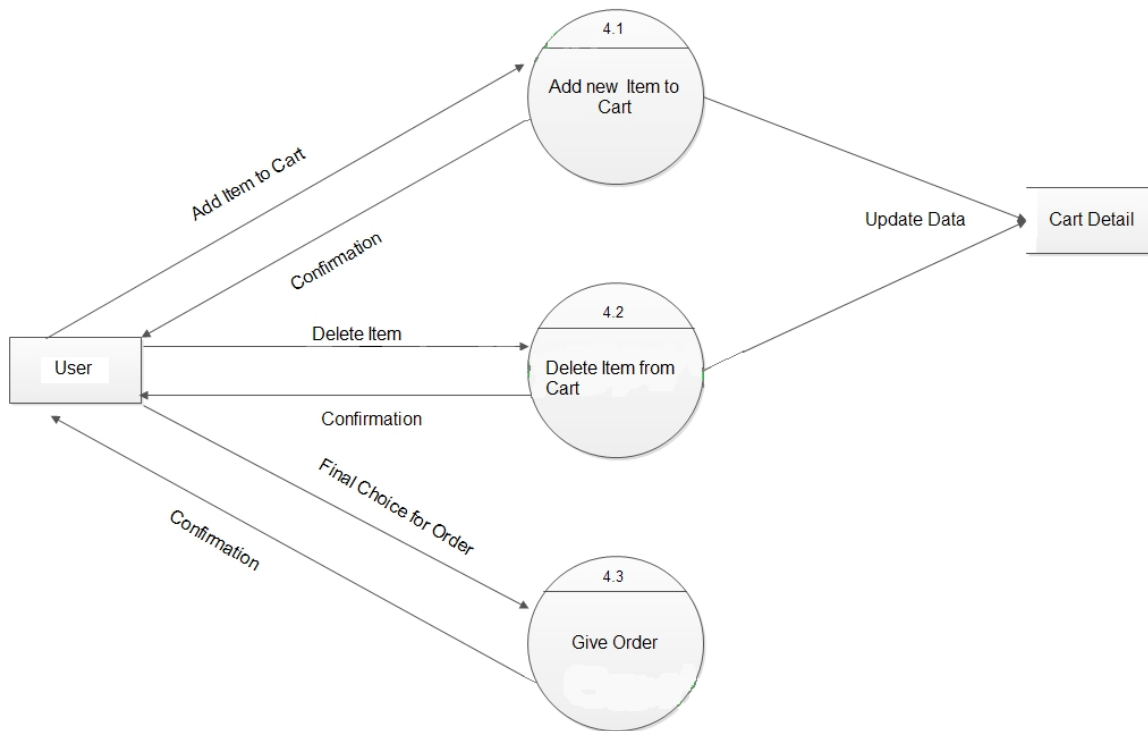 4.1
Add new Item to
Cart
Add Item to Cart
Confirmation
Update Data
Cart Detail
4.2
Delete Item
User
Delete Item from
Cart
Confirmation
Final Choice for Order
Confirmation
4.3
Give Order